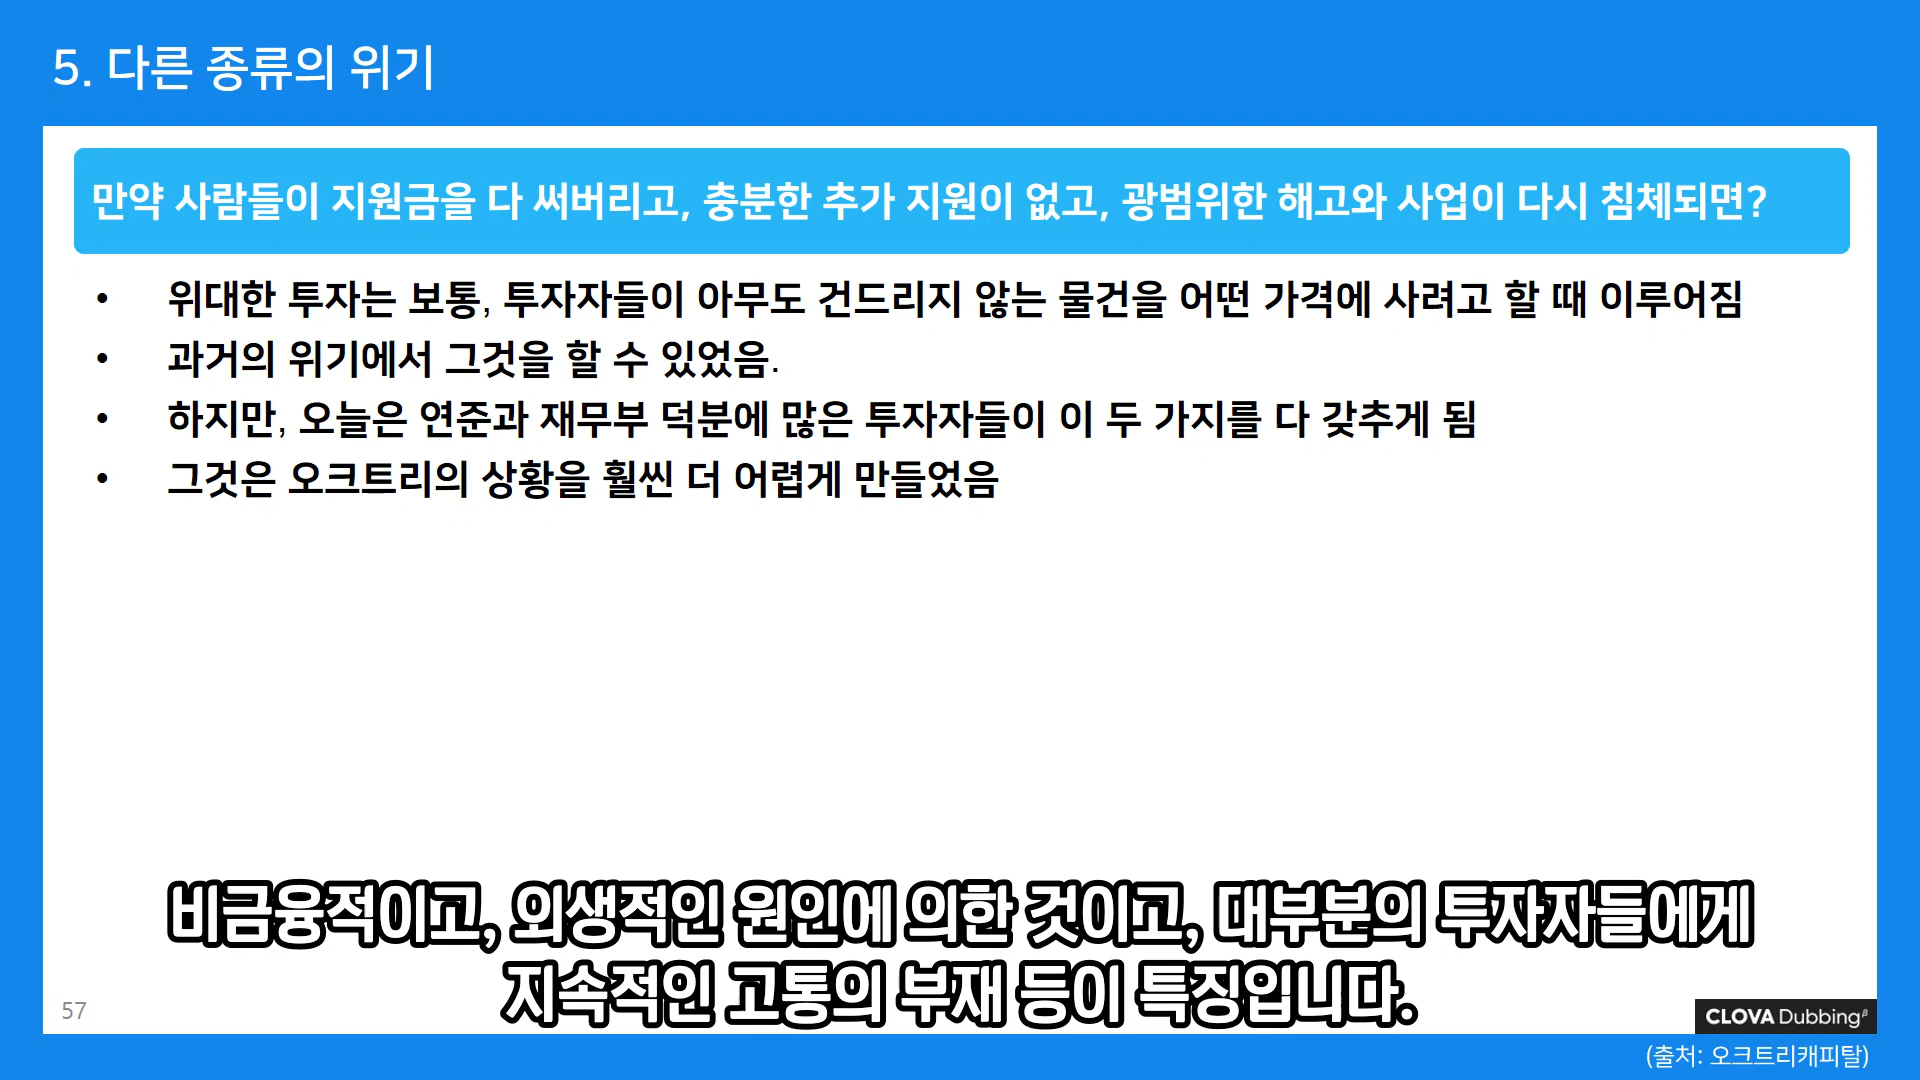 5. 다른 종류의 위기
만약 사람들이 지원금을 다 써버리고, 충분한 추가 지원이 없고, 광범위한 해고와 사업이 다시 침체되면?
• 위대한 투자는 보통, 투자자들이 아무도 건드리지 않는 물건을 어떤 가격에 사려고 할 때 이루어짐
• 과거의 위기에서 그것을 할 수 있었음.
• 하지만, 오늘은 연준과 재무부 덕분에 많은 투자자들이 이 두 가지를 다 갖추게 됨
• 그것은 오크트리의 상황을 훨씬 더 어렵게 만들었음
비금융적이고, 외생적인 원인에 의한 것이고, 대부분의 투자자들에게
지속적인 고통의 부재 등이 특징입니다.
57
CLOVA Dubbingᵝ
(출처: 오크트리캐피탈)